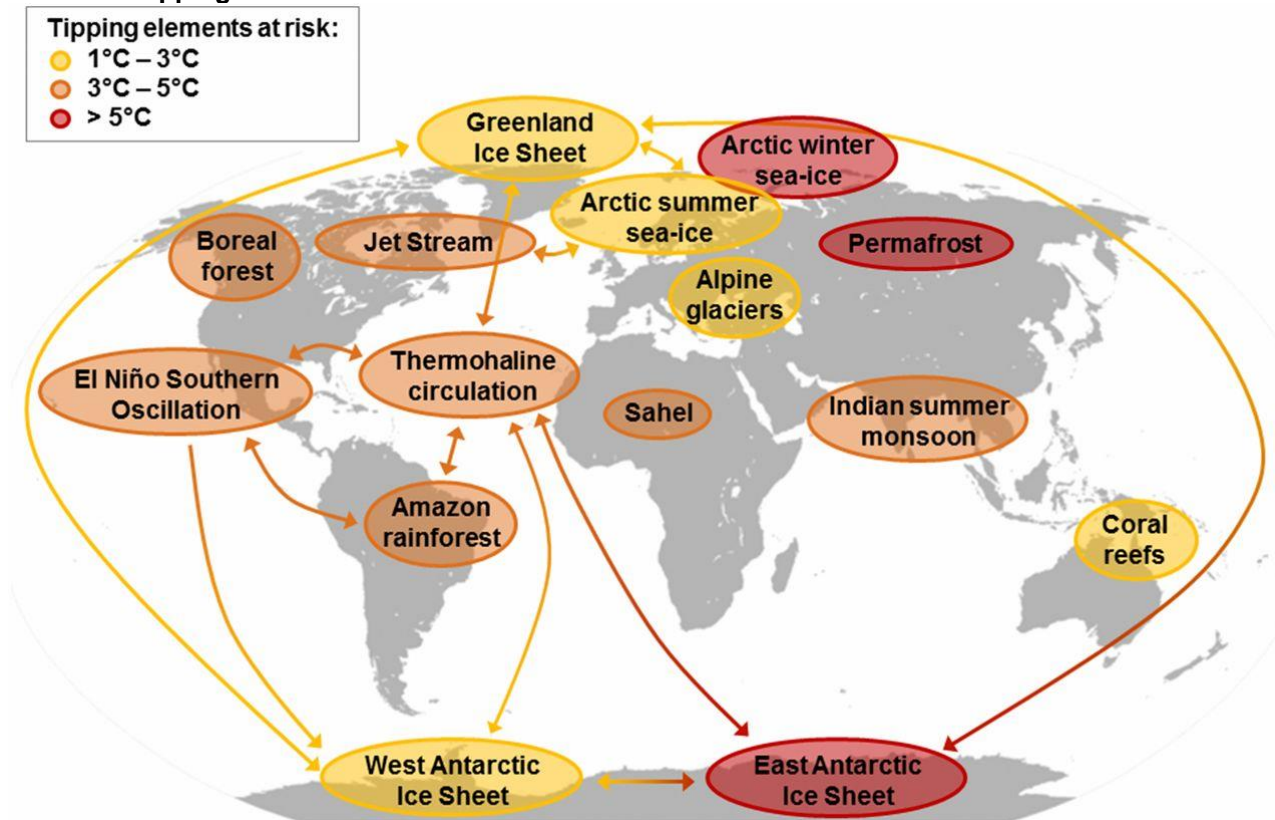 Tipping elements at risk:
1°C – 3°C
3°C – 5°C
> 5°C
Greenland
Ice Sheet
Arctic winter
sea-ice
Arctic summer
sea-ice
Boreal
forest
Jet Stream
Permafrost
Alpine
glaciers
El Niño Southern
Oscillation
Thermohaline
circulation
Sahel
Indian summer
monsoon
Amazon
rainforest
Coral
reefs
West Antarctic
Ice Sheet
East Antarctic
Ice Sheet